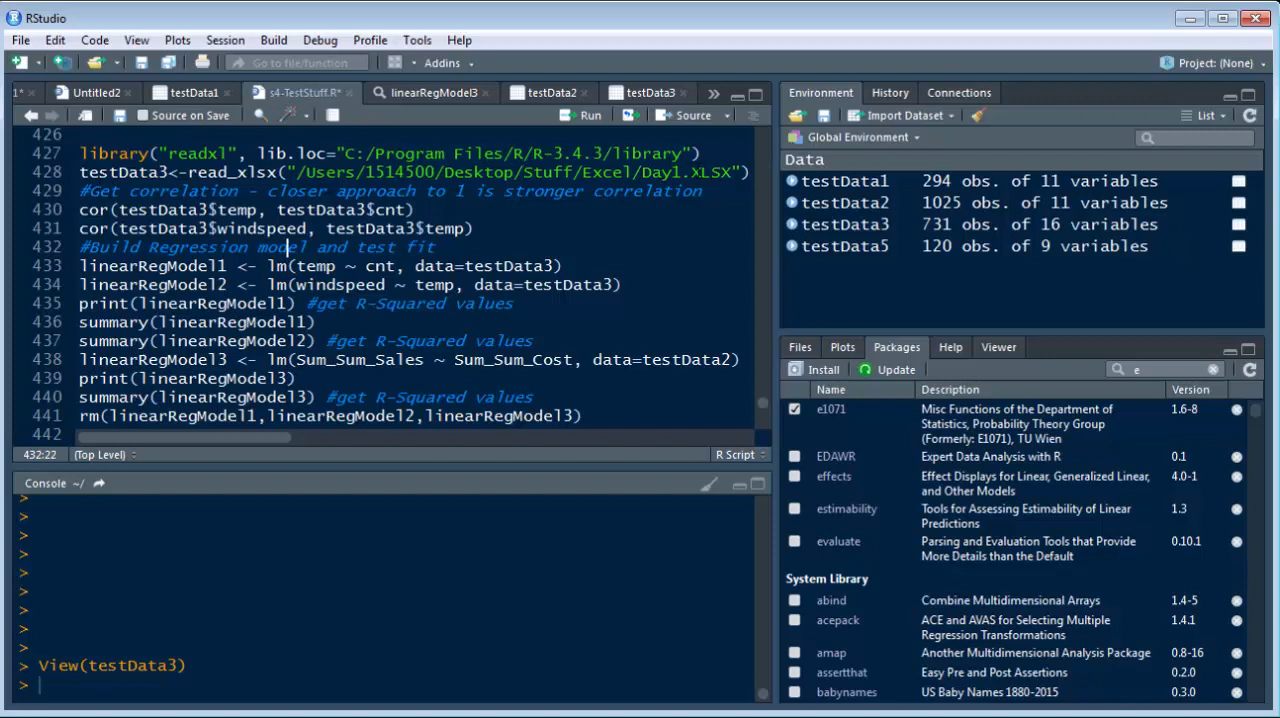 RStudio
File Edit Code View Plots Session Build Debug Profile Tools Help
Go to file/function Addins Project: (None)
1* Untitled2 testData1 s4-TestStuff.R* linearRegModel3 testData2 testData3
Source on Save Run Source
426
427 library("readxl", lib.loc="C:/Program Files/R/R-3.4.3/library")
428 testData3<-read_xlsx("/Users/1514500/Desktop/Stuff/Excel/Day1.XLSX")
429 #Get correlation - closer approach to 1 is stronger correlation
430 cor(testData3$temp, testData3$cnt)
431 cor(testData3$windspeed, testData3$temp)
432 #Build Regression model and test fit
433 linearRegModel1 <- lm(temp ~ cnt, data=testData3)
434 linearRegModel2 <- lm(windspeed ~ temp, data=testData3)
435 print(linearRegModel1) #get R-Squared values
436 summary(linearRegModel1)
437 summary(linearRegModel2) #get R-Squared values
438 linearRegModel3 <- lm(Sum_Sum_Sales ~ Sum_Sum_Cost, data=testData2)
439 print(linearRegModel3)
440 summary(linearRegModel3) #get R-Squared values
441 rm(linearRegModel1,linearRegModel2,linearRegModel3)
442
432:22 (Top Level) R Script
Console ~/
>
>
>
>
>
>
>
>
>
> View(testData3)
>
Environment History Connections
Import Dataset List
Global Environment
Data
testData1 294 obs. of 11 variables
testData2 1025 obs. of 11 variables
testData3 731 obs. of 16 variables
testData5 120 obs. of 9 variables
Files Plots Packages Help Viewer
Install Update e
Name Description Version
e1071 Misc Functions of the Department of 1.6-8
Statistics, Probability Theory Group
(Formerly: E1071), TU Wien
EDAWR Expert Data Analysis with R 0.1
effects Effect Displays for Linear, Generalized Linear, 4.0-1
and Other Models
estimability Tools for Assessing Estimability of Linear 1.3
Predictions
evaluate Parsing and Evaluation Tools that Provide 0.10.1
More Details than the Default
System Library
abind Combine Multidimensional Arrays 1.4-5
acepack ACE and AVAS for Selecting Multiple 1.4.1
Regression Transformations
amap Another Multidimensional Analysis Package 0.8-16
assertthat Easy Pre and Post Assertions 0.2.0
babynames US Baby Names 1880-2015 0.3.0